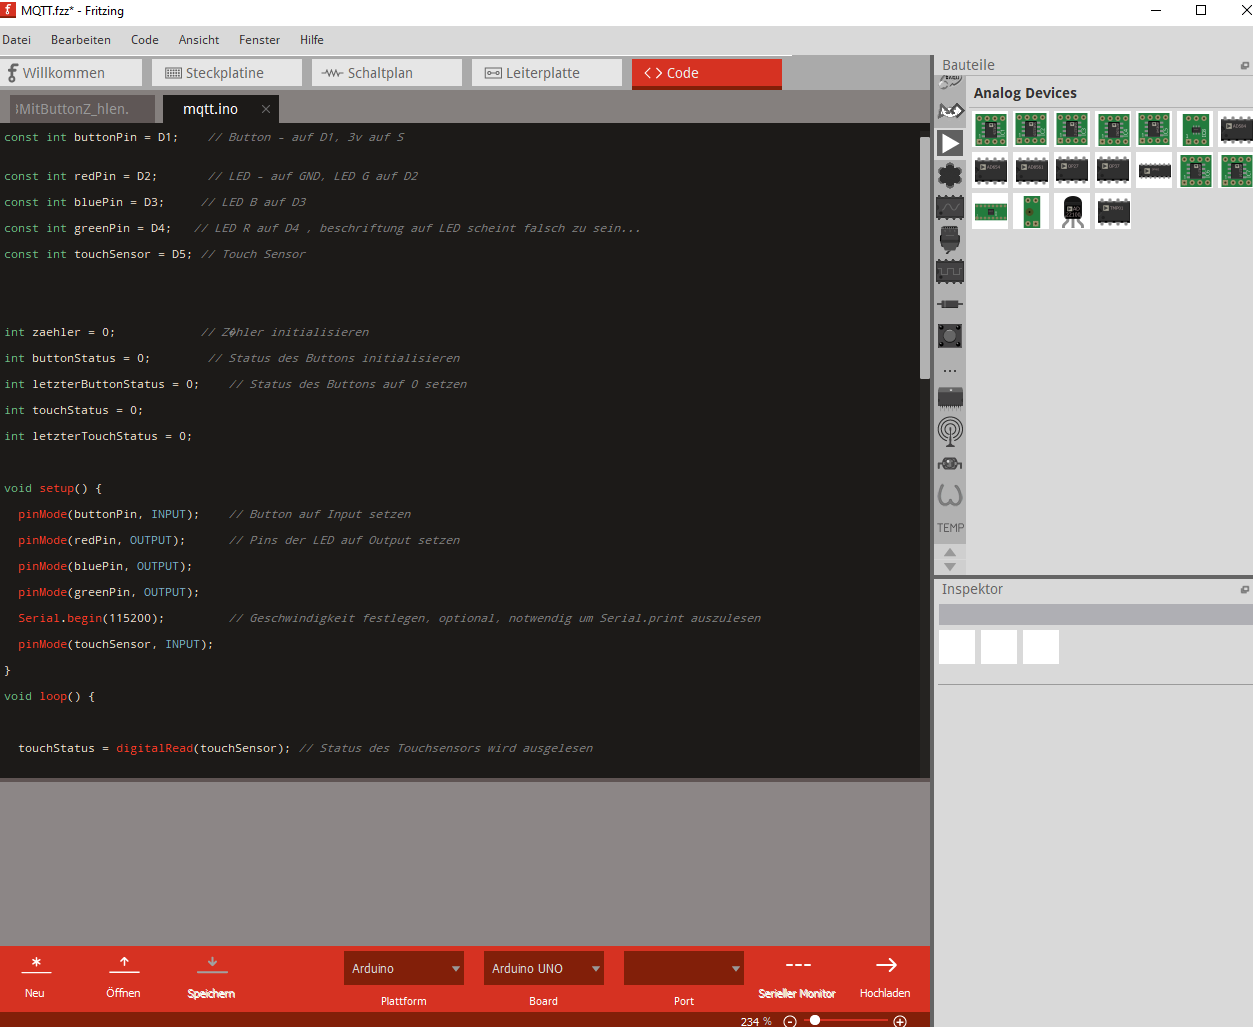 MQTT.fzz* - Fritzing
Datei Bearbeiten Code Ansicht Fenster Hilfe
Willkommen Steckplatine Schaltplan Leiterplatte <> Code
MitButtonZ_hlen. mqtt.ino ×
const int buttonPin = D1; // Button - auf D1, 3v auf S
const int redPin = D2; // LED - auf GND, LED G auf D2
const int bluePin = D3; // LED B auf D3
const int greenPin = D4; // LED R auf D4 , beschriftung auf LED scheint falsch zu sein...
const int touchSensor = D5; // Touch Sensor
int zaehler = 0; // Z�hler initialisieren
int buttonStatus = 0; // Status des Buttons initialisieren
int letzterButtonStatus = 0; // Status des Buttons auf 0 setzen
int touchStatus = 0;
int letzterTouchStatus = 0;
void setup() {
pinMode(buttonPin, INPUT); // Button auf Input setzen
pinMode(redPin, OUTPUT); // Pins der LED auf Output setzen
pinMode(bluePin, OUTPUT);
pinMode(greenPin, OUTPUT);
Serial.begin(115200); // Geschwindigkeit festlegen, optional, notwendig um Serial.print auszulesen
pinMode(touchSensor, INPUT);
}
void loop() {
touchStatus = digitalRead(touchSensor); // Status des Touchsensors wird ausgelesen
Neu Öffnen Speichern
Arduino
Plattform
Arduino UNO
Board
Port
Serieller Monitor Hochladen
234 %
Bauteile
Analog Devices
...
TEMP
Inspektor